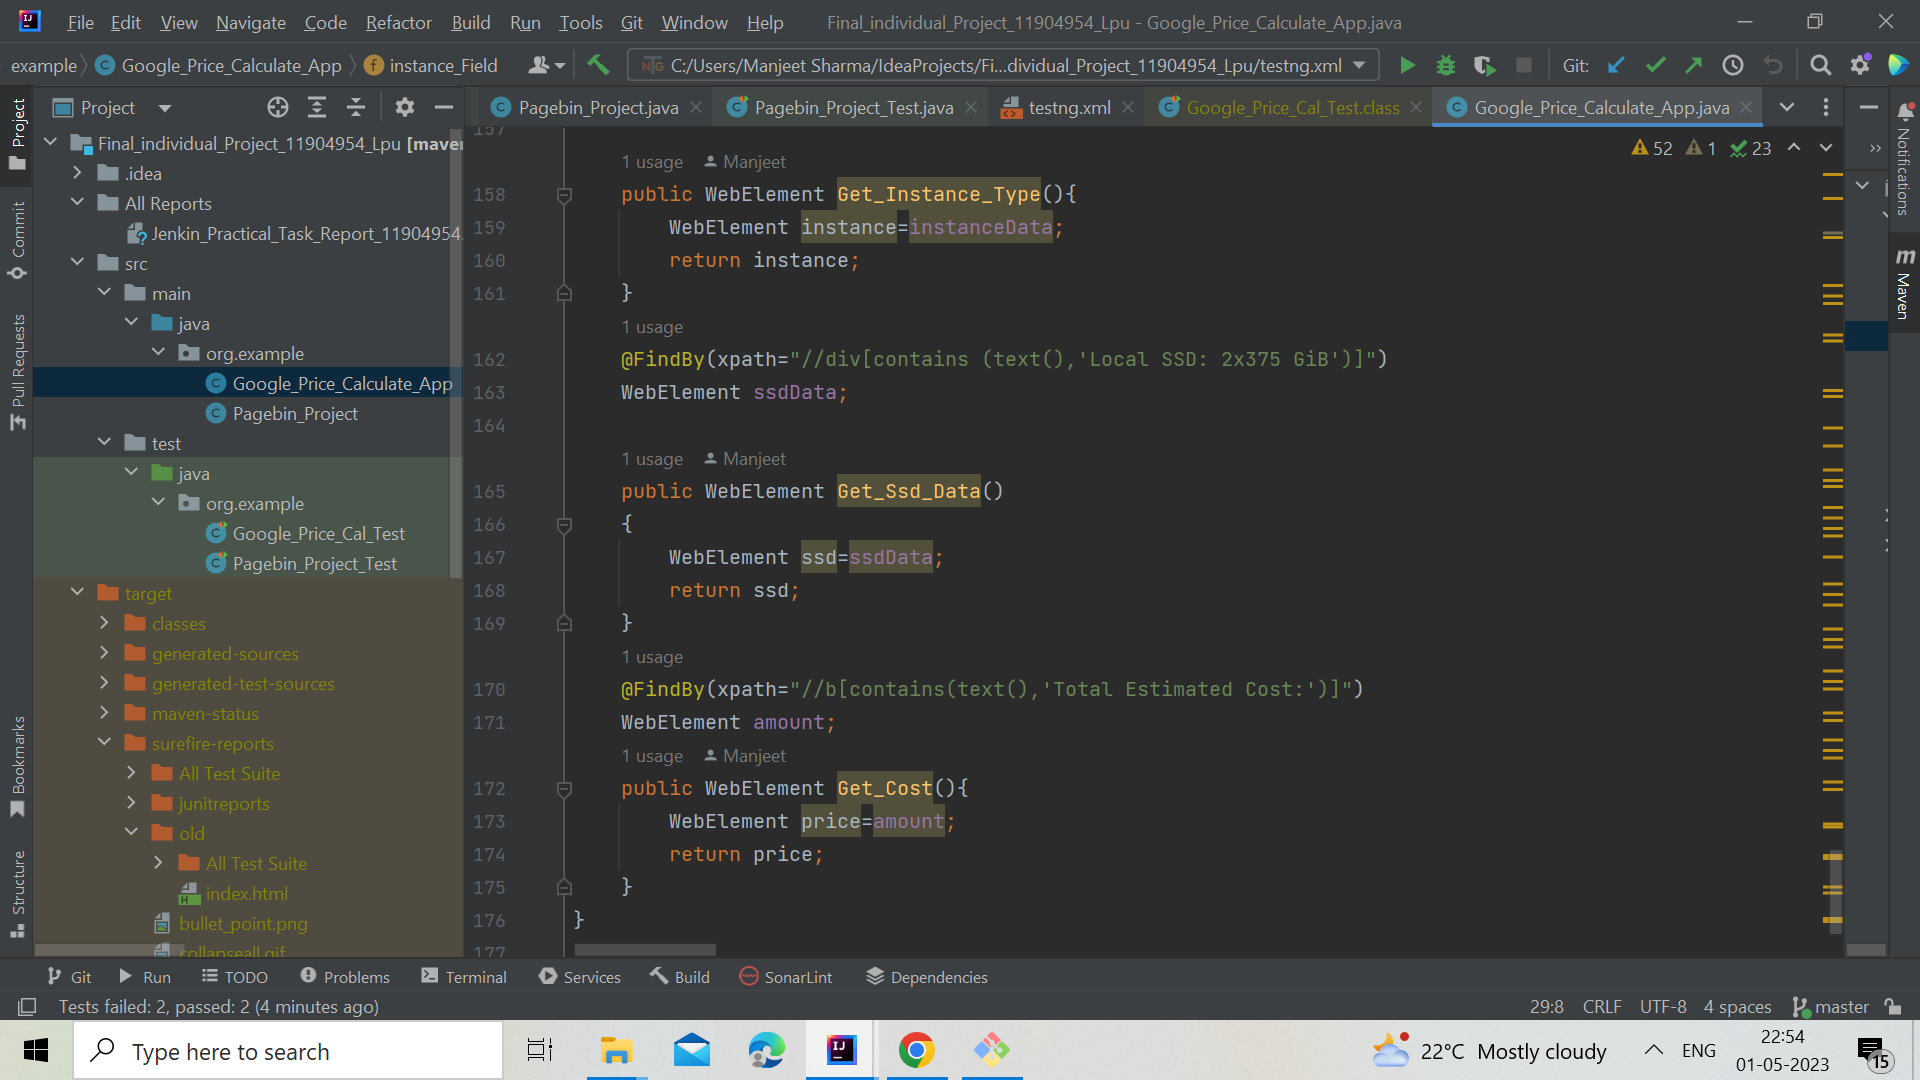 File Edit View Navigate Code Refactor Build Run Tools Git Window Help Final_individual_Project_11904954_Lpu - Google_Price_Calculate_App.java
example Google_Price_Calculate_App instance_Field C:/Users/Manjeet Sharma/IdeaProjects/Fi...dividual_Project_11904954_Lpu/testng.xml Git:
Project Pagebin_Project.java Pagebin_Project_Test.java testng.xml Google_Price_Cal_Test.class Google_Price_Calculate_App.java
Project
Commit
Pull Requests
Bookmarks
Structure
Final_individual_Project_11904954_Lpu [maven
.idea
All Reports
Jenkin_Practical_Task_Report_11904954.
src
main
java
org.example
Google_Price_Calculate_App
Pagebin_Project
test
java
org.example
Google_Price_Cal_Test
Pagebin_Project_Test
target
classes
generated-sources
generated-test-sources
maven-status
surefire-reports
All Test Suite
junitreports
old
All Test Suite
index.html
bullet_point.png
collapseall.gif
157
1 usage Manjeet
52 1 23
158 public WebElement Get_Instance_Type(){
159 WebElement instance=instanceData;
160 return instance;
161 }
1 usage
162 @FindBy(xpath="//div[contains (text(),'Local SSD: 2x375 GiB')]")
163 WebElement ssdData;
164
1 usage Manjeet
165 public WebElement Get_Ssd_Data()
166 {
167 WebElement ssd=ssdData;
168 return ssd;
169 }
1 usage
170 @FindBy(xpath="//b[contains(text(),'Total Estimated Cost:')]")
171 WebElement amount;
1 usage Manjeet
172 public WebElement Get_Cost(){
173 WebElement price=amount;
174 return price;
175 }
176 }
177
Notifications
m Maven
Git Run TODO Problems Terminal Services Build SonarLint Dependencies
Tests failed: 2, passed: 2 (4 minutes ago) 29:8 CRLF UTF-8 4 spaces master
Type here to search 22°C Mostly cloudy ENG 22:54
01-05-2023 15